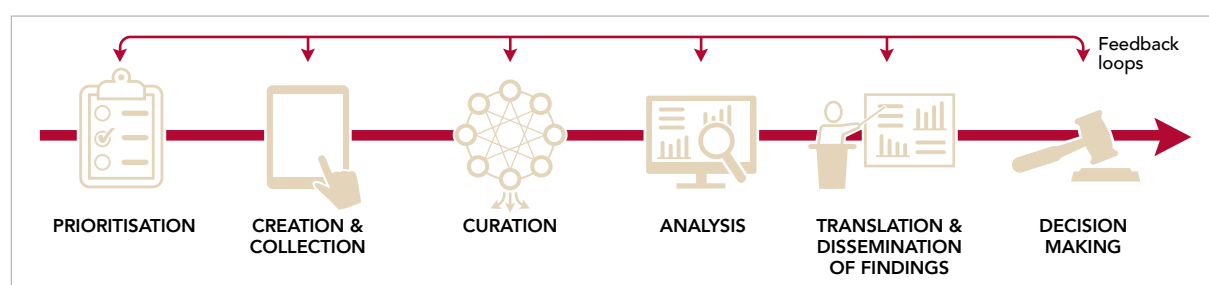 Feedback
loops
PRIORITISATION
CREATION &
COLLECTION
CURATION
ANALYSIS
TRANSLATION &
DISSEMINATION
OF FINDINGS
DECISION
MAKING